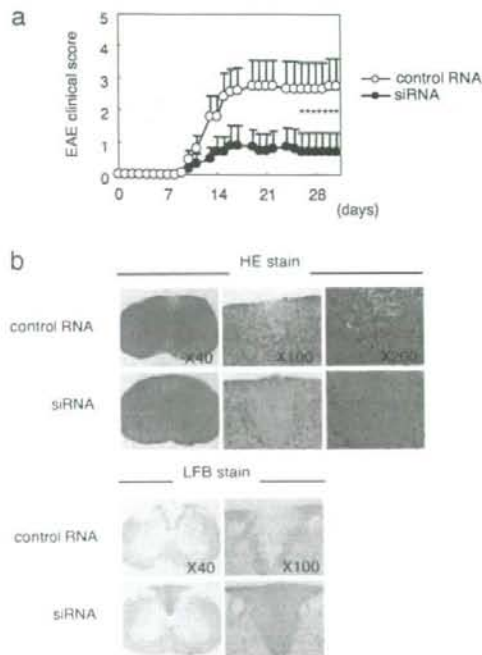 a
5
4
3
2
1
0
EAE clinical score
0 7 14 21 28
(days)
control RNA
siRNA
b
HE stain
control RNA
X40 X100 X200
siRNA
LFB stain
control RNA
X40 X100
siRNA